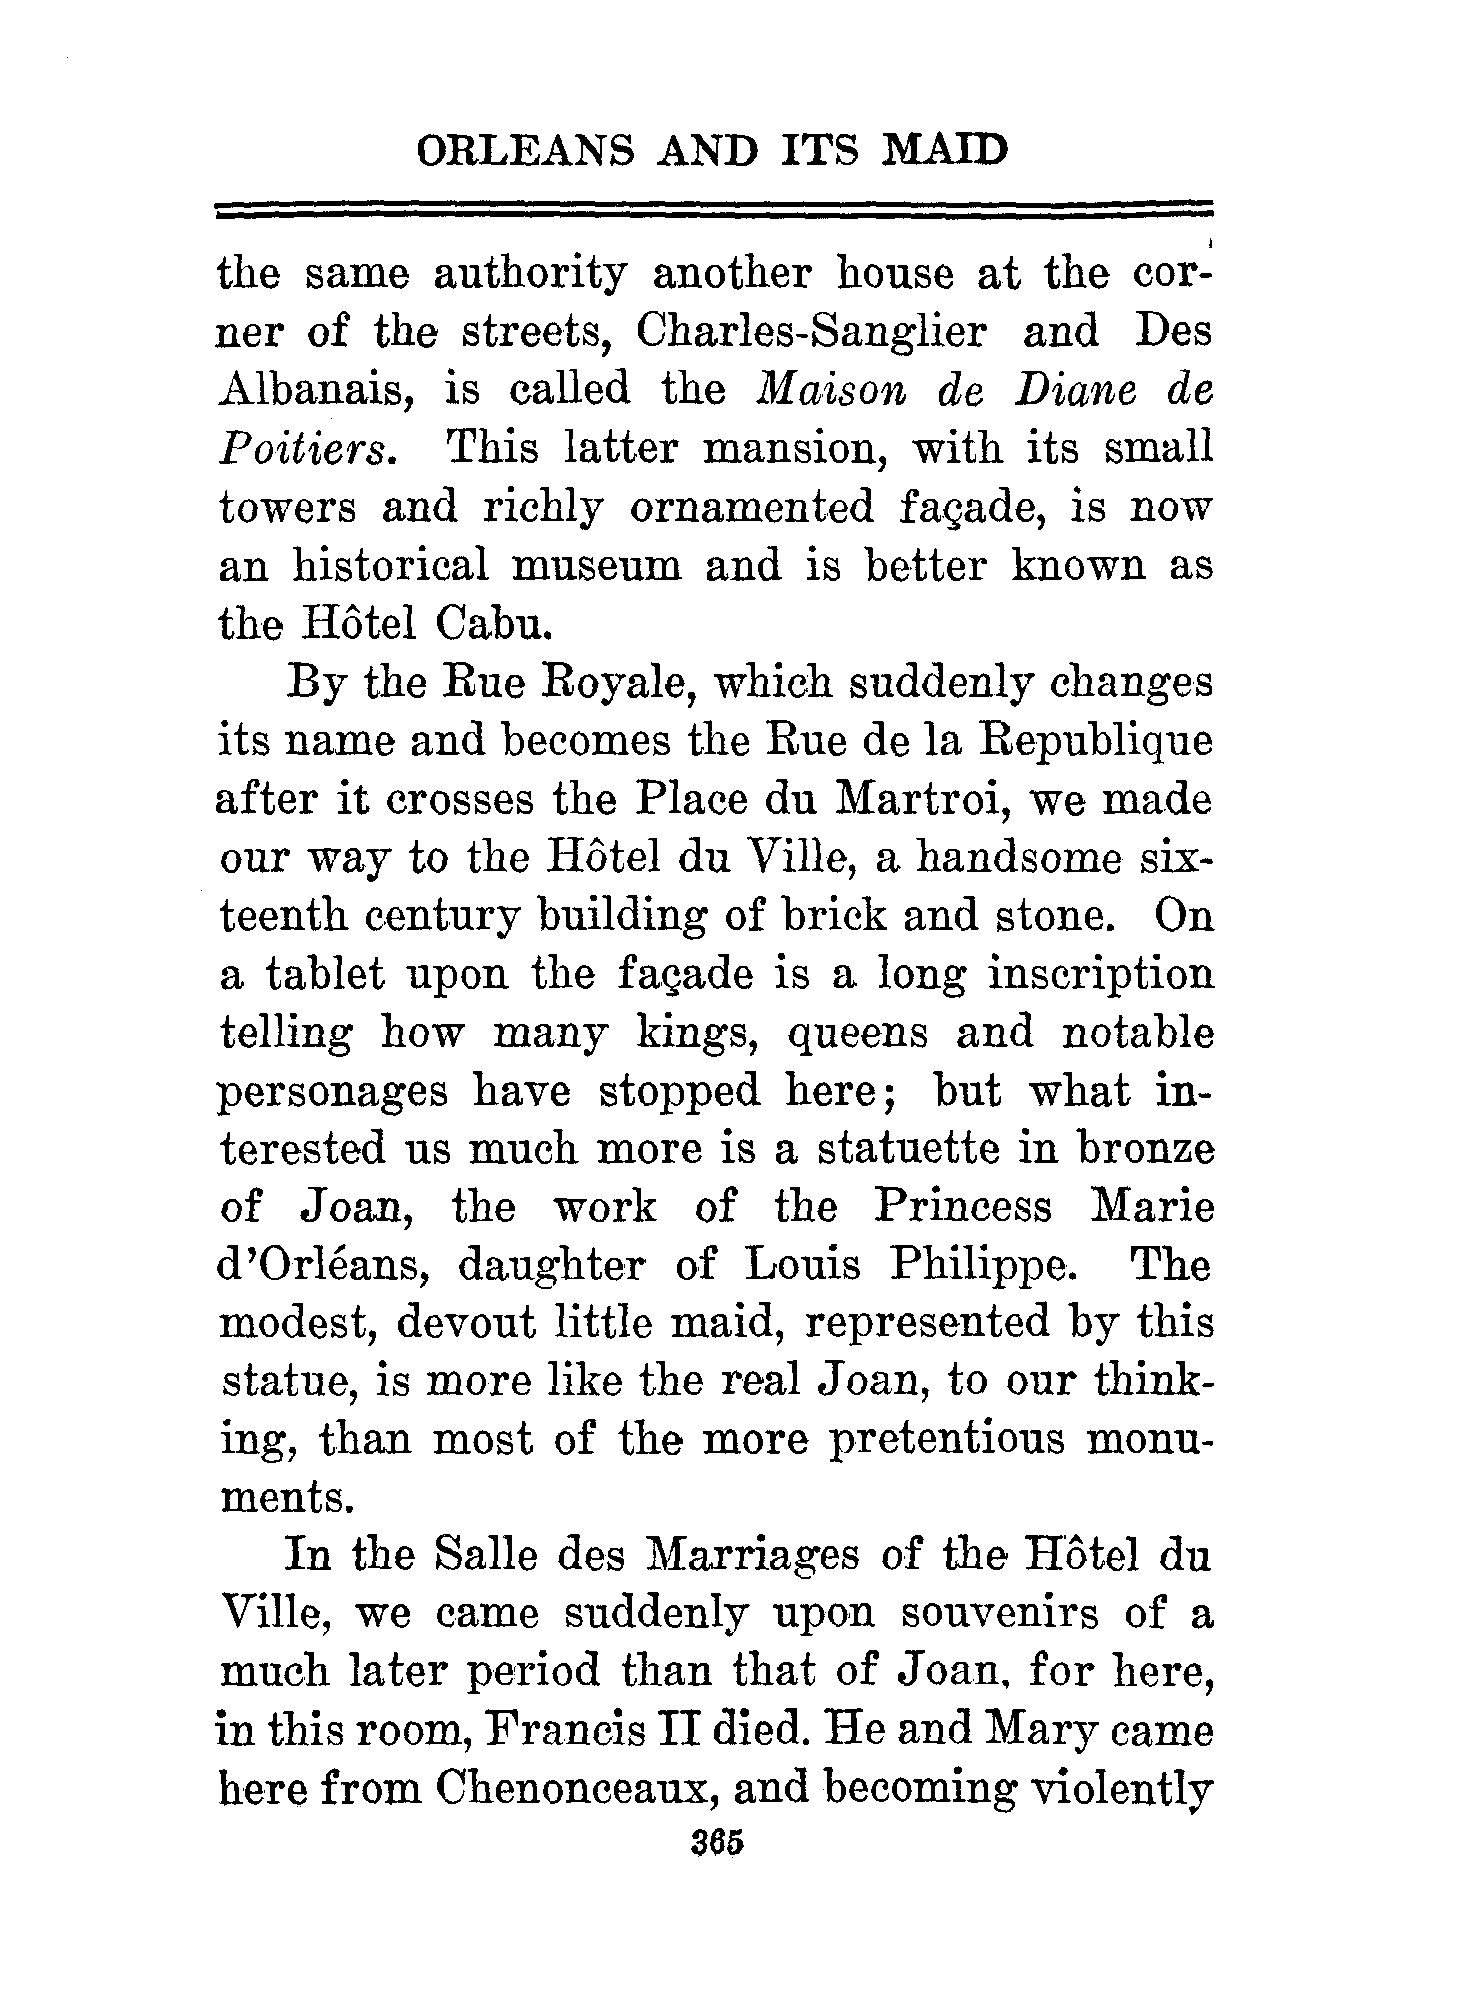 ORLEANS AND ITS MAID
the same authority another house at the cor-
ner of the streets, Charles-Sanglier and Des
Albanais, is called the Maison de Diane de
Poitiers. This latter mansion, with its small
towers and richly ornamented façade, is now
an historical museum and is better known as
the Hôtel Cabu.
By the Rue Royale, which suddenly changes
its name and becomes the Rue de la Republique
after it crosses the Place du Martroi, we made
our way to the Hôtel du Ville, a handsome six-
teenth century building of brick and stone. On
a tablet upon the façade is a long inscription
telling how many kings, queens and notable
personages have stopped here; but what in-
terested us much more is a statuette in bronze
of Joan, the work of the Princess Marie
d'Orléans, daughter of Louis Philippe. The
modest, devout little maid, represented by this
statue, is more like the real Joan, to our think-
ing, than most of the more pretentious monu-
ments.
In the Salle des Marriages of the Hôtel du
Ville, we came suddenly upon souvenirs of a
much later period than that of Joan, for here,
in this room, Francis II died. He and Mary came
here from Chenonceaux, and becoming violently
365